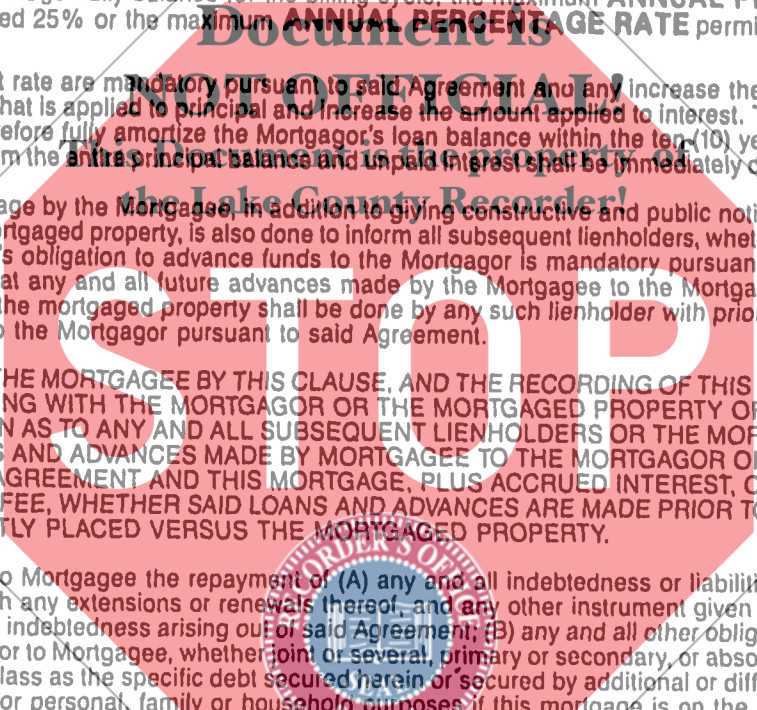 ed 25% or the maximum ANNUAL PERCENTAGE RATE permi
Document is
t rate are mandatory pursuant to said Agreement and any increase the
NOT OFFICIAL!
hat is applied to principal and increase the amount applied to interest.
efore fully amortize the Mortgagor's loan balance within the ten (10) ye
This Document is the property of
m the entire principal balance and unpaid interest shall be immediately
the Lake County Recorder!
age by the Mortgagee, in addition to giving constructive and public noti
ortgaged property, is also done to inform all subsequent lienholders, whet
's obligation to advance funds to the Mortgagor is mandatory pursuan
at any and all future advances made by the Mortgagee to the Mortga
the mortgaged property shall be done by any such lienholder with prior
o the Mortgagor pursuant to said Agreement.
STOP
HE MORTGAGEE BY THIS CLAUSE, AND THE RECORDING OF THIS
NG WITH THE MORTGAGOR OR THE MORTGAGED PROPERTY OF
N AS TO ANY AND ALL SUBSEQUENT LIENHOLDERS OR THE MOR
S AND ADVANCES MADE BY MORTGAGEE TO THE MORTGAGOR O
AGREEMENT AND THIS MORTGAGE, PLUS ACCRUED INTEREST, C
FEE, WHETHER SAID LOANS AND ADVANCES ARE MADE PRIOR TO
TLY PLACED VERSUS THE MORTGAGED PROPERTY.
RECORDER'S OFFICE
o Mortgagee the repayment of (A) any and all indebtedness or liabiliti
h any extensions or renewals thereof, and any other instrument given
indebtedness arising out of said Agreement; (B) any and all other oblig
or to Mortgagee, whether joint or several, primary or secondary, or abso
lass as the specific debt secured herein or secured by additional or diff
SEAL
or personal, family or household purposes if this mortgage is on the